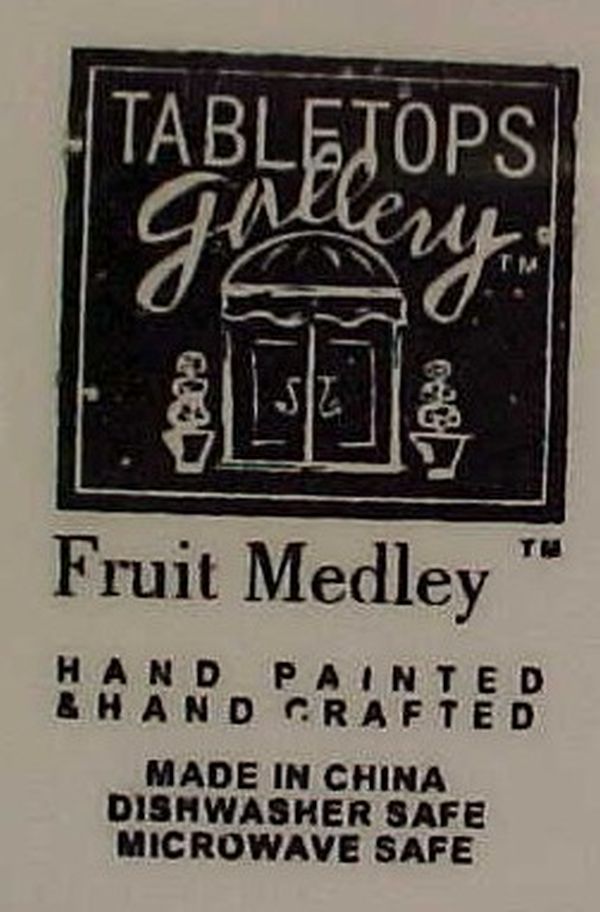 TABLETOPS
gallery ™
Fruit Medley ™
HAND PAINTED
& HAND CRAFTED
MADE IN CHINA
DISHWASHER SAFE
MICROWAVE SAFE